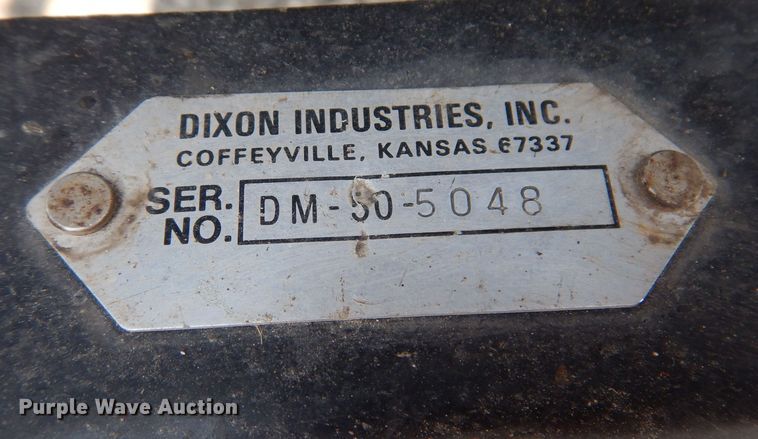 DIXON INDUSTRIES, INC.
COFFEYVILLE, KANSAS 67337
SER. NO. DM-50-5048
Purple Wave Auction